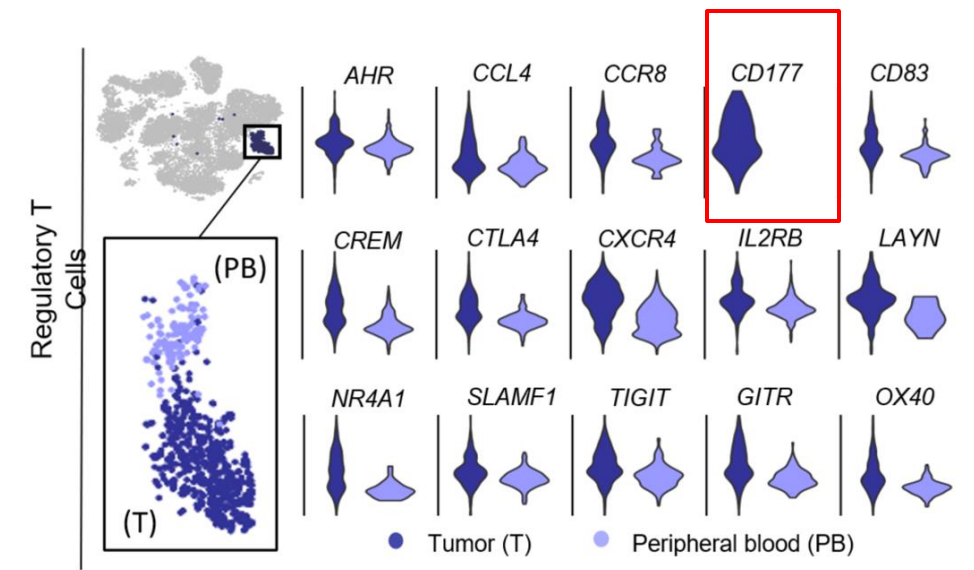 Regulatory T
Cells
AHR
CCL4
CCR8
CD177
CD83
(PB)
CREM
CTLA4
CXCR4
IL2RB
LAYN
NR4A1
SLAMF1
TIGIT
GITR
OX40
(T)
Tumor (T)
Peripheral blood (PB)